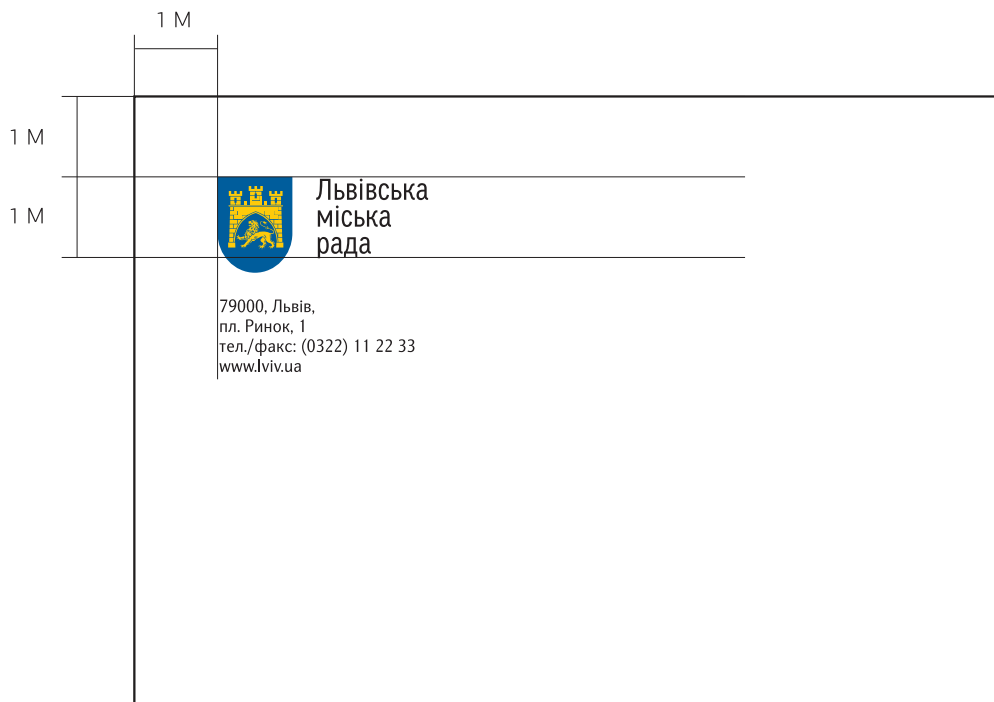 1 М
1 М
1 М
Львівська
міська
рада
79000, Львів,
пл. Ринок, 1
тел./факс: (0322) 11 22 33
www.lviv.ua